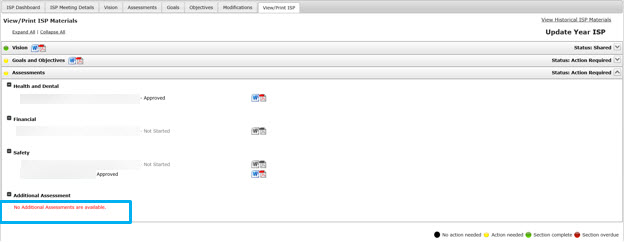 ISP Dashboard ISP Meeting Details Vision Assessments Goals Objectives Modifications View/Print ISP
View/Print ISP Materials View Historical ISP Materials
Expand All | Collapse All Update Year ISP
Vision Status: Shared
Goals and Objectives Status: Action Required
Assessments Status: Action Required
Health and Dental
- Approved
Financial
- Not Started
Safety
- Not Started
Approved
Additional Assessment
No Additional Assessments are available.
No action needed Action needed Section complete Section overdue